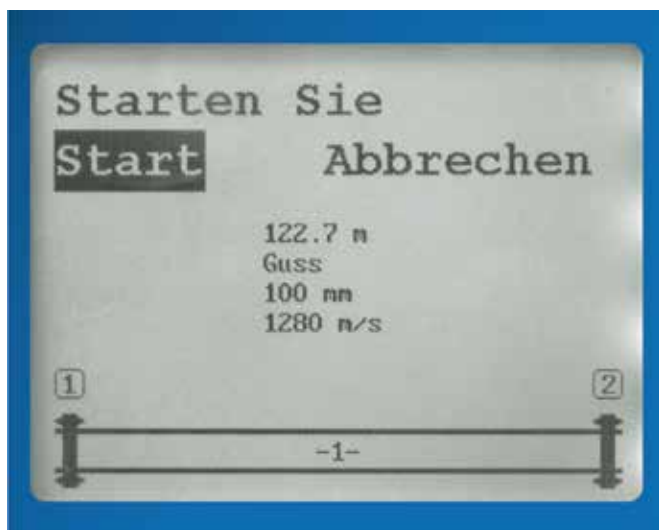 Starten Sie
Start Abbrechen
122.7 m
Guss
100 mm
1280 m/s
1 2
-1-